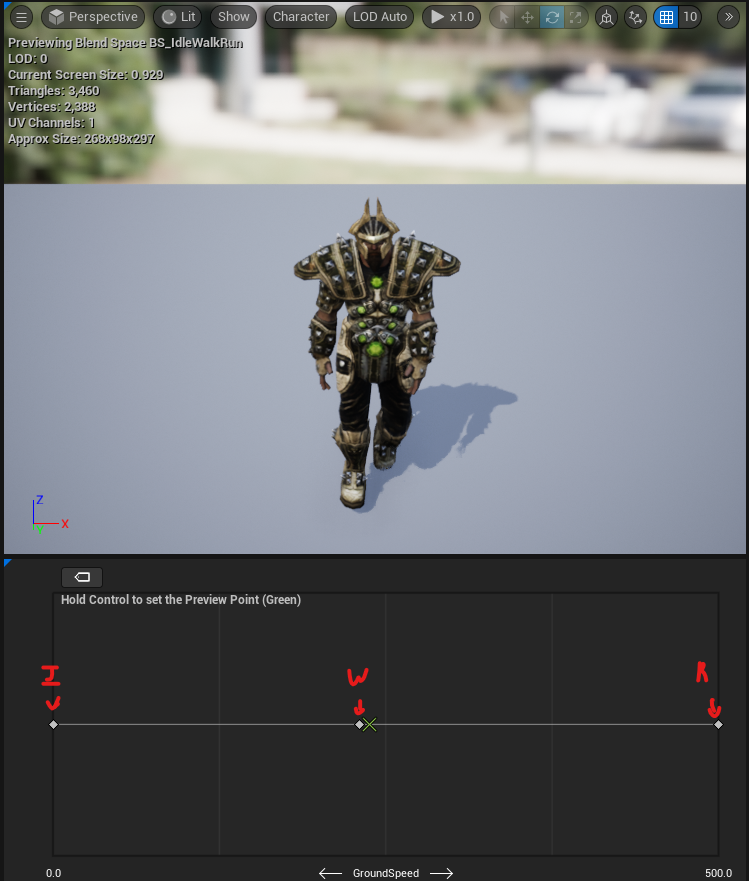 Perspective Lit Show Character LOD Auto x1.0 10
Previewing Blend Space BS_IdleWalkRun
LOD: 0
Current Screen Size: 0.929
Triangles: 3,460
Vertices: 2,388
UV Channels: 1
Approx Size: 268x98x297
Z
X
Y
Hold Control to set the Preview Point (Green)
I W R
0.0 GroundSpeed 500.0